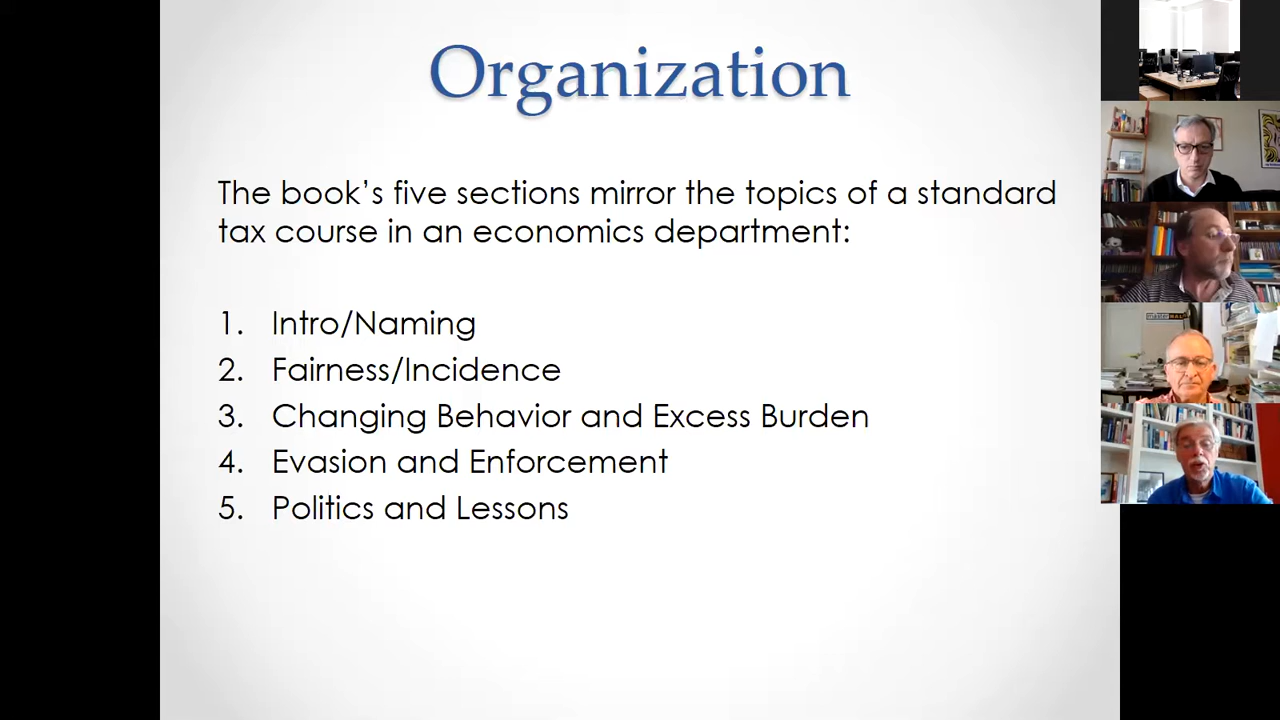 Organization
The book’s five sections mirror the topics of a standard
tax course in an economics department:
1. Intro/Naming
2. Fairness/Incidence
3. Changing Behavior and Excess Burden
4. Evasion and Enforcement
5. Politics and Lessons